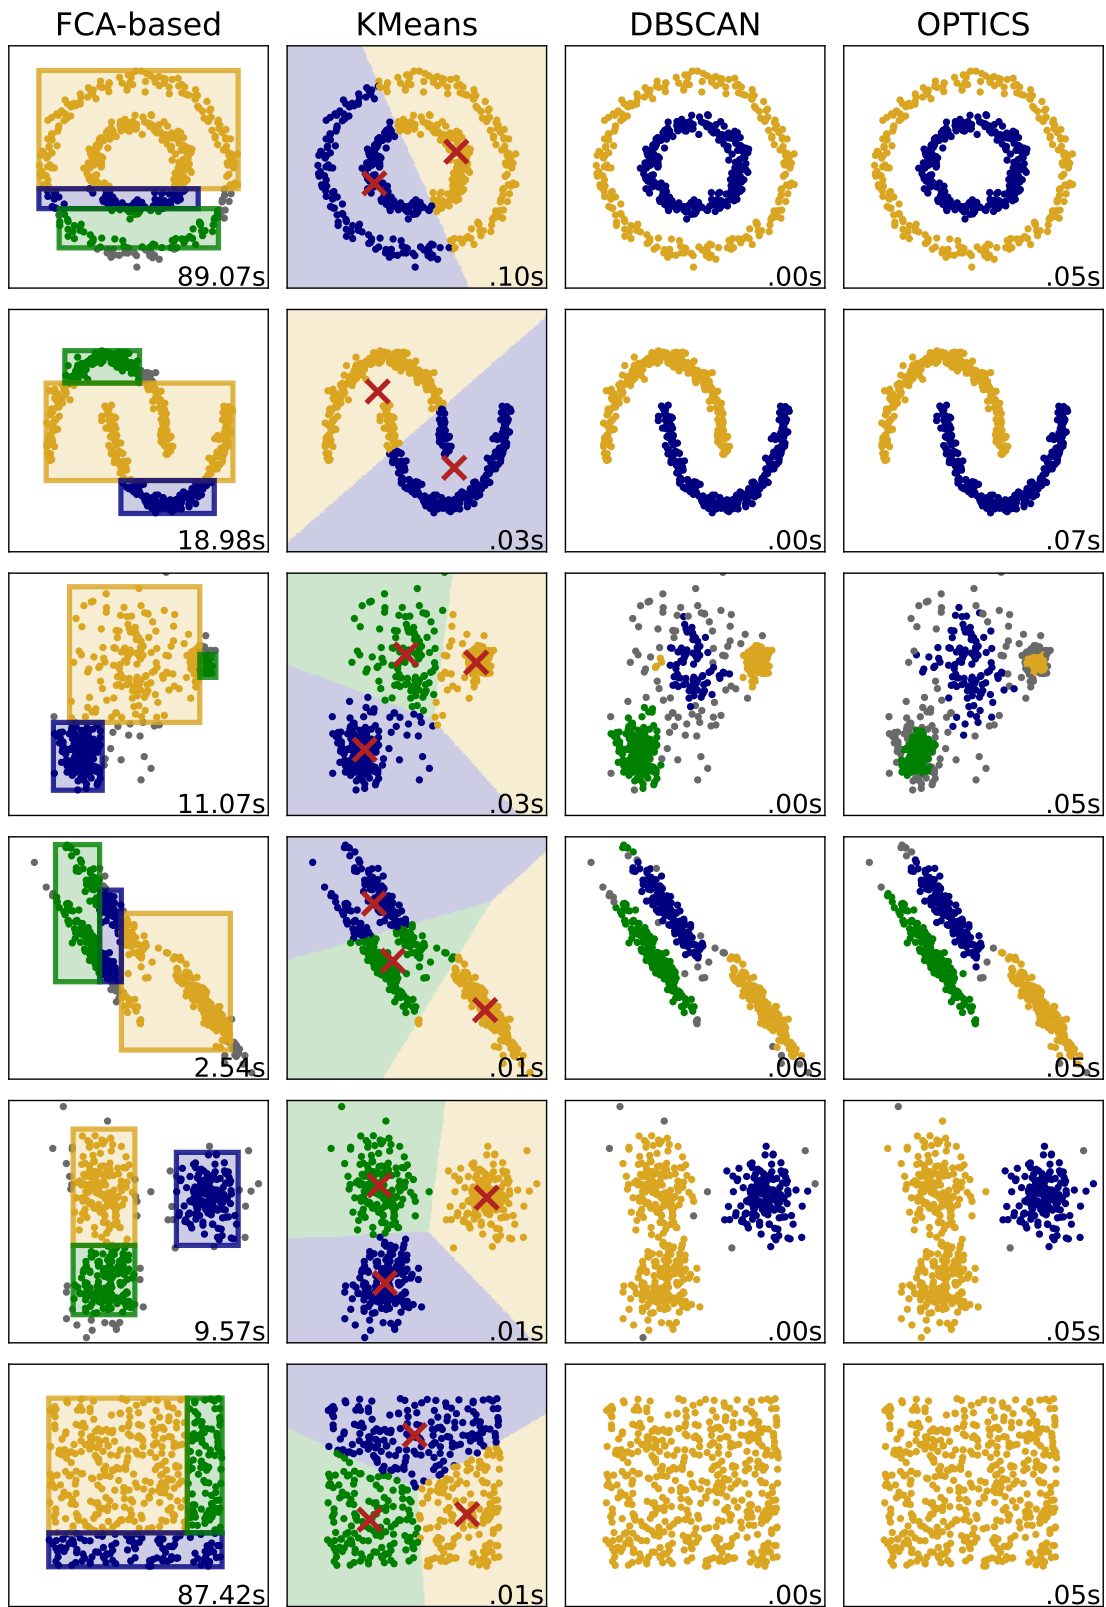 FCA-based KMeans DBSCAN OPTICS
89.07s .10s .00s .05s
18.98s .03s .00s .07s
11.07s .03s .00s .05s
2.54s .01s .00s .05s
9.57s .01s .00s .05s
87.42s .01s .00s .05s